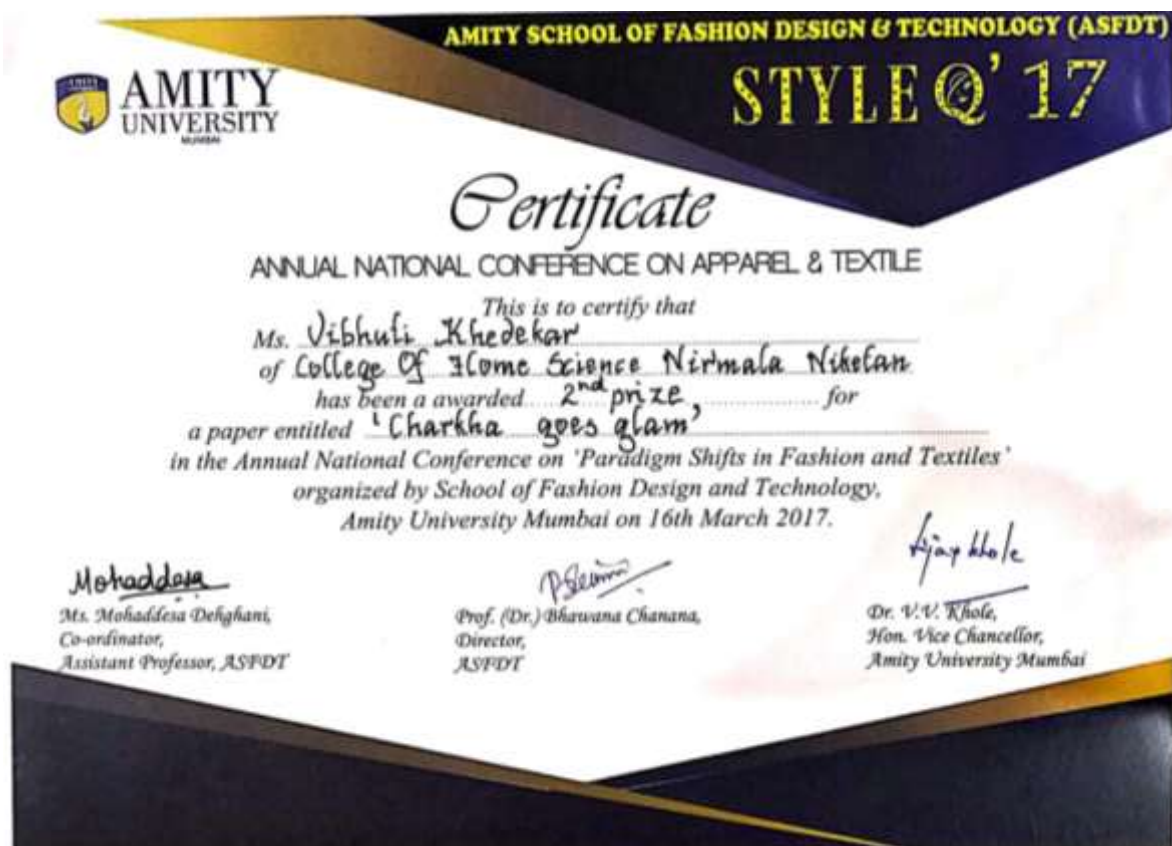 AMITY SCHOOL OF FASHION DESIGN & TECHNOLOGY (ASFDT)
STYLE Q' 17
AMITY
AMITY
UNIVERSITY
MUMBAI
Certificate
ANNUAL NATIONAL CONFERENCE ON APPAREL & TEXTILE
This is to certify that
Ms. Vibhuti Khedekar
of College Of Home Science Nirmala Niketan
has been a awarded 2nd prize, for
a paper entitled 'Charkha goes glam'
in the Annual National Conference on 'Paradigm Shifts in Fashion and Textiles'
organized by School of Fashion Design and Technology,
Amity University Mumbai on 16th March 2017.
Mohaddesa
Ms. Mohaddesa Dehghani,
Co-ordinator,
Assistant Professor, ASFDT
Prof. (Dr.) Bhawana Chanana,
Director,
ASFDT
Vijay Khole
Dr. V.V. Khole,
Hon. Vice Chancellor,
Amity University Mumbai